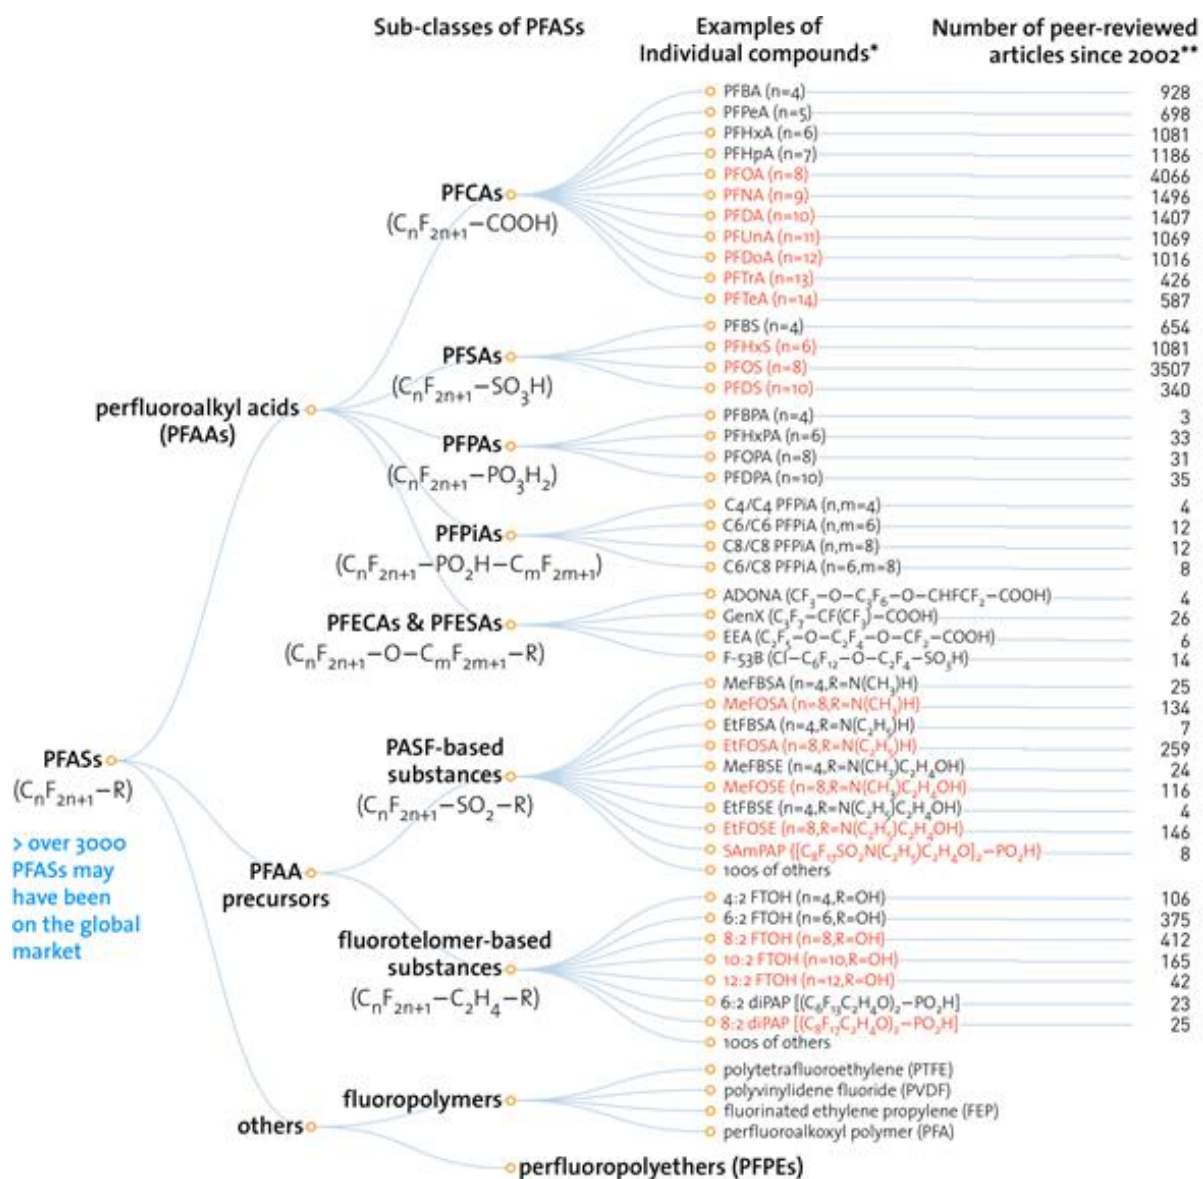 Sub-classes of PFASs
Examples of
Individual compounds*
Number of peer-reviewed
articles since 2002**
PFASs
(CₙF₂ₙ₊₁−R)
> over 3000
PFASs may
have been
on the global
market
perfluoroalkyl acids
(PFAAs)
PFCAs
(CₙF₂ₙ₊₁−COOH)
PFBA (n=4) 928
PFPeA (n=5) 698
PFHxA (n=6) 1081
PFHpA (n=7) 1186
PFOA (n=8) 4066
PFNA (n=9) 1496
PFDA (n=10) 1407
PFUnA (n=11) 1069
PFDoA (n=12) 1016
PFTrA (n=13) 426
PFTeA (n=14) 587
PFSAs
(CₙF₂ₙ₊₁−SO₃H)
PFBS (n=4) 654
PFHxS (n=6) 1081
PFOS (n=8) 3507
PFDS (n=10) 340
PFPAs
(CₙF₂ₙ₊₁−PO₃H₂)
PFBPA (n=4) 3
PFHxPA (n=6) 33
PFOPA (n=8) 31
PFDPA (n=10) 35
PFPiAs
(CₙF₂ₙ₊₁−PO₂H−CₘF₂ₘ₊₁)
C4/C4 PFPiA (n,m=4) 4
C6/C6 PFPiA (n,m=6) 12
C8/C8 PFPiA (n,m=8) 12
C6/C8 PFPiA (n=6,m=8) 8
PFECAs & PFESAs
(CₙF₂ₙ₊₁−O−CₘF₂ₘ₊₁−R)
ADONA (CF₃−O−C₃F₆−O−CHFCF₂−COOH) 4
GenX (C₃F₇−CF(CF₃)−COOH) 26
EEA (C₂F₅−O−C₂F₄−O−CF₂−COOH) 6
F-53B (Cl−C₆F₁₂−O−C₂F₄−SO₃H) 14
PFAA
precursors
PASF-based
substances
(CₙF₂ₙ₊₁−SO₂−R)
MeFBSA (n=4,R=N(CH₃)H) 25
MeFOSA (n=8,R=N(CH₃)H) 134
EtFBSA (n=4,R=N(C₂H₅)H) 7
EtFOSA (n=8,R=N(C₂H₅)H) 259
MeFBSE (n=4,R=N(CH₃)C₂H₄OH) 24
MeFOSE (n=8,R=N(CH₃)C₂H₄OH) 116
EtFBSE (n=4,R=N(C₂H₅)C₂H₄OH) 4
EtFOSE (n=8,R=N(C₂H₅)C₂H₄OH) 146
SAmPAP {[C₈F₁₇SO₂N(C₂H₅)C₂H₄O]₂−PO₂H} 8
100s of others
fluorotelomer-based
substances
(CₙF₂ₙ₊₁−C₂H₄−R)
4:2 FTOH (n=4,R=OH) 106
6:2 FTOH (n=6,R=OH) 375
8:2 FTOH (n=8,R=OH) 412
10:2 FTOH (n=10,R=OH) 165
12:2 FTOH (n=12,R=OH) 42
6:2 diPAP [(C₆F₁₃C₂H₄O)₂−PO₂H] 23
8:2 diPAP [(C₈F₁₇C₂H₄O)₂−PO₂H] 25
100s of others
others
fluoropolymers
polytetrafluoroethylene (PTFE)
polyvinylidene fluoride (PVDF)
fluorinated ethylene propylene (FEP)
perfluoroalkoxyl polymer (PFA)
perfluoropolyethers (PFPEs)